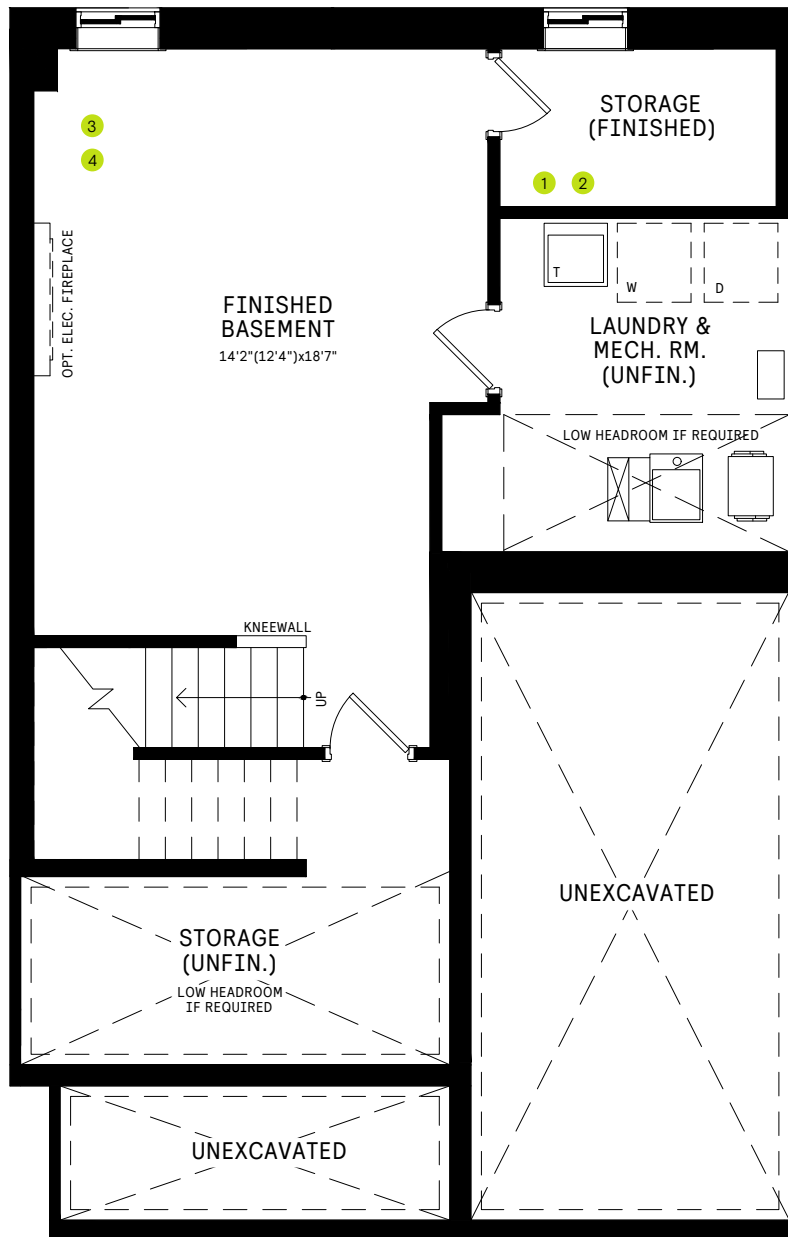 STORAGE
(FINISHED)
3
4
1 2
OPT. ELEC. FIREPLACE
T
W
D
FINISHED
BASEMENT
14'2"(12'4")x18'7"
LAUNDRY &
MECH. RM.
(UNFIN.)
LOW HEADROOM IF REQUIRED
KNEEWALL
UP
UNEXCAVATED
STORAGE
(UNFIN.)
LOW HEADROOM
IF REQUIRED
UNEXCAVATED